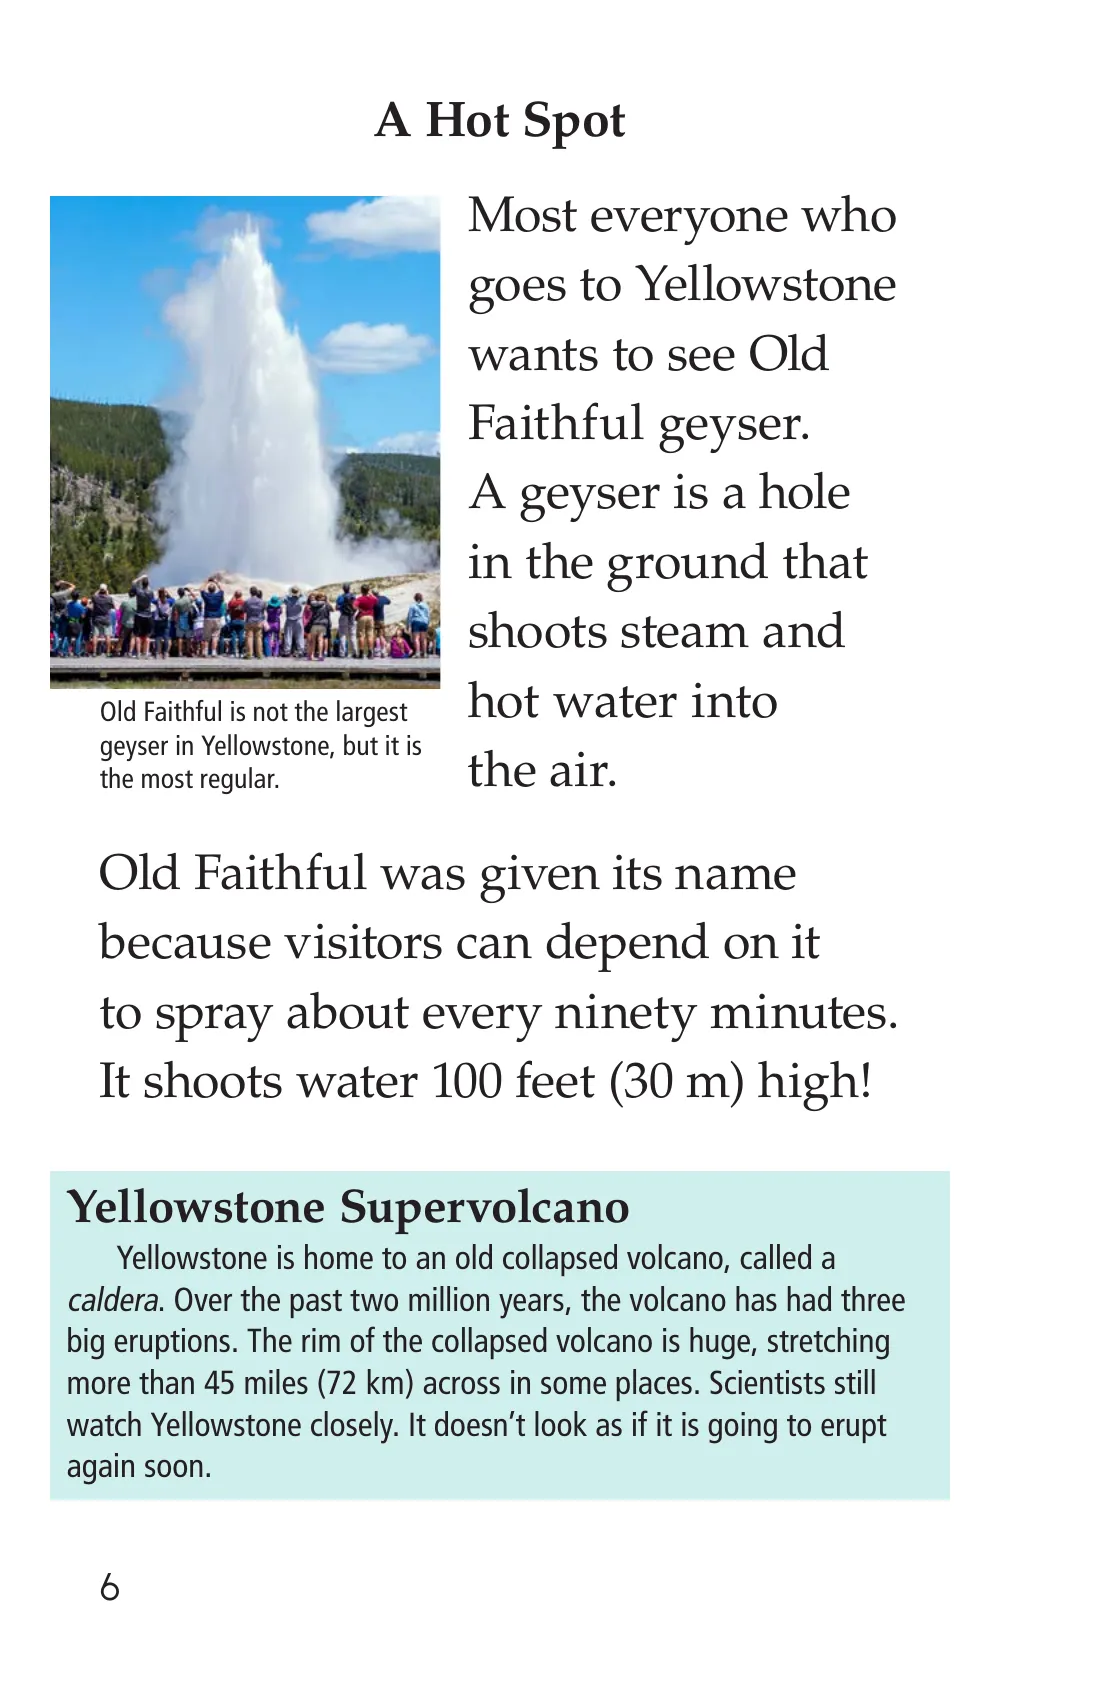 A Hot Spot
Most everyone who
goes to Yellowstone
wants to see Old
Faithful geyser.
A geyser is a hole
in the ground that
shoots steam and
hot water into
the air.
Old Faithful is not the largest
geyser in Yellowstone, but it is
the most regular.
Old Faithful was given its name
because visitors can depend on it
to spray about every ninety minutes.
It shoots water 100 feet (30 m) high!
Yellowstone Supervolcano
Yellowstone is home to an old collapsed volcano, called a
caldera. Over the past two million years, the volcano has had three
big eruptions. The rim of the collapsed volcano is huge, stretching
more than 45 miles (72 km) across in some places. Scientists still
watch Yellowstone closely. It doesn’t look as if it is going to erupt
again soon.
6